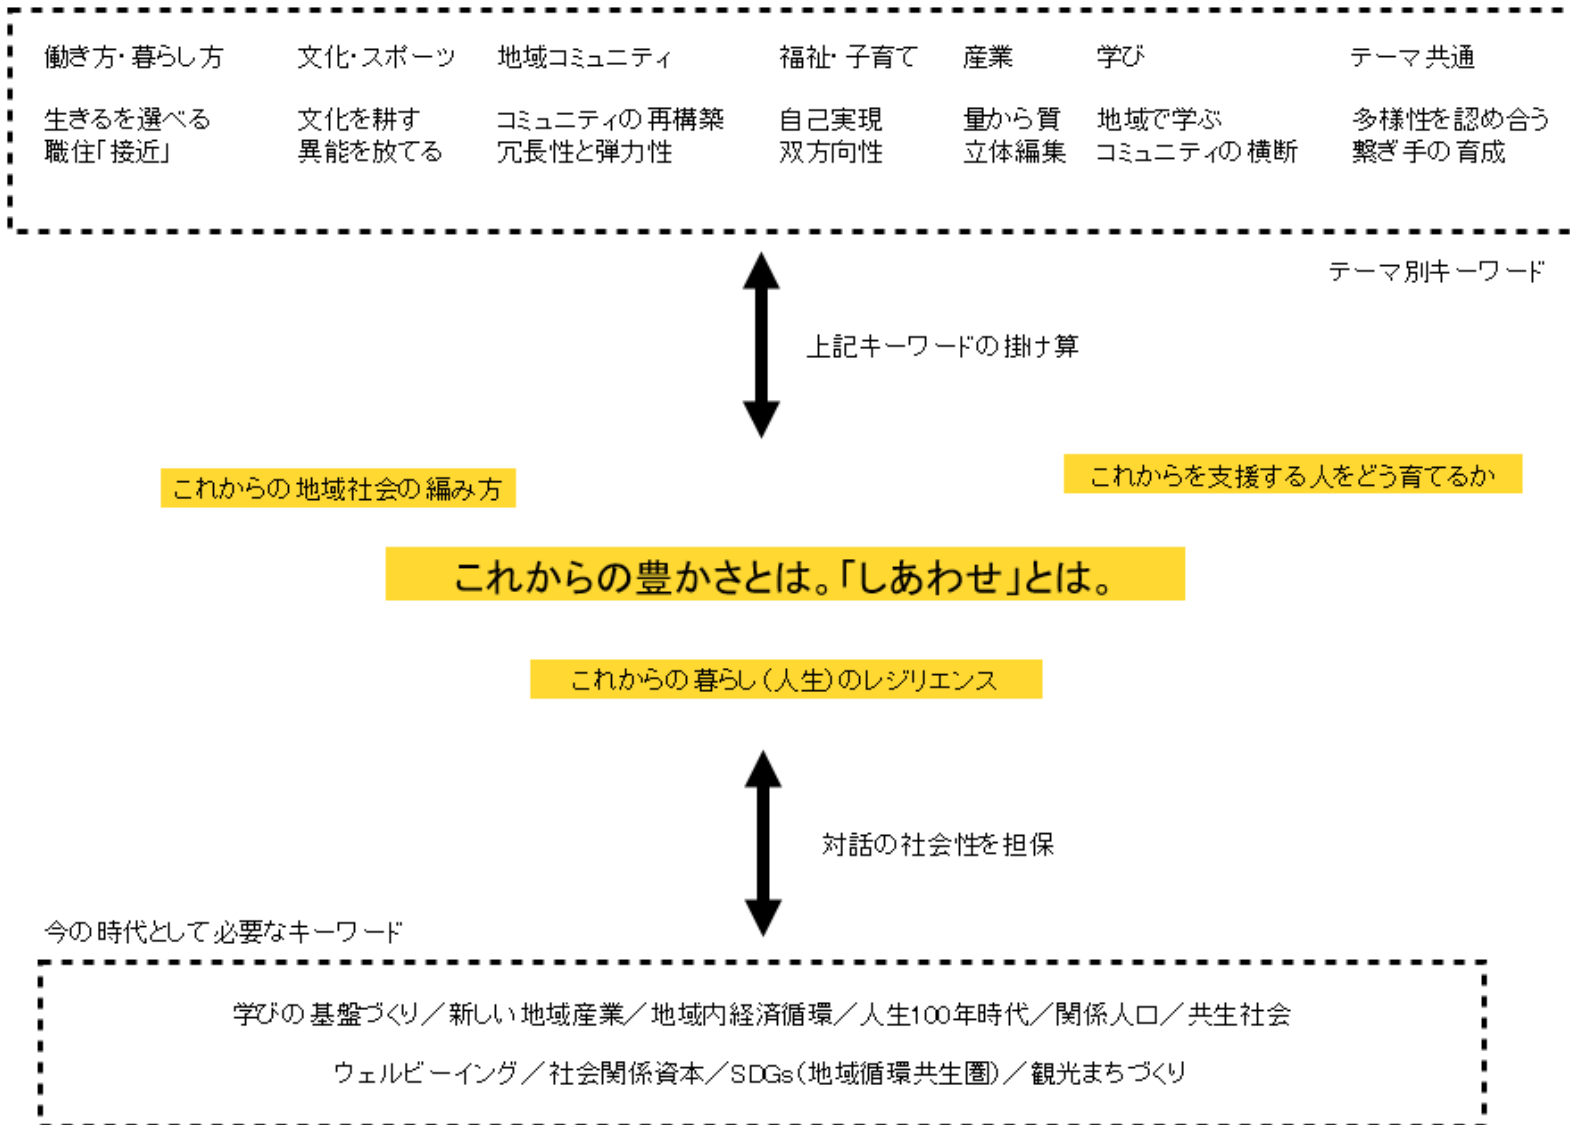 働き方・暮らし方
生きるを選べる
職住「接近」
文化・スポーツ
文化を耕す
異能を放てる
地域コミュニティ
コミュニティの再構築
冗長性と弾力性
福祉・子育て
自己実現
双方向性
産業
量から質
立体編集
学び
地域で学ぶ
コミュニティの横断
テーマ共通
多様性を認め合う
繋ぎ手の育成
テーマ別キーワード
上記キーワードの掛け算
これからの地域社会の編み方
これからを支援する人をどう育てるか
これからの豊かさとは。「しあわせ」とは。
これからの暮らし（人生）のレジリエンス
対話の社会性を担保
今の時代として必要なキーワード
学びの基盤づくり／新しい地域産業／地域内経済循環／人生100年時代／関係人口／共生社会
ウェルビーイング／社会関係資本／SDGs（地域循環共生圏）／観光まちづくり